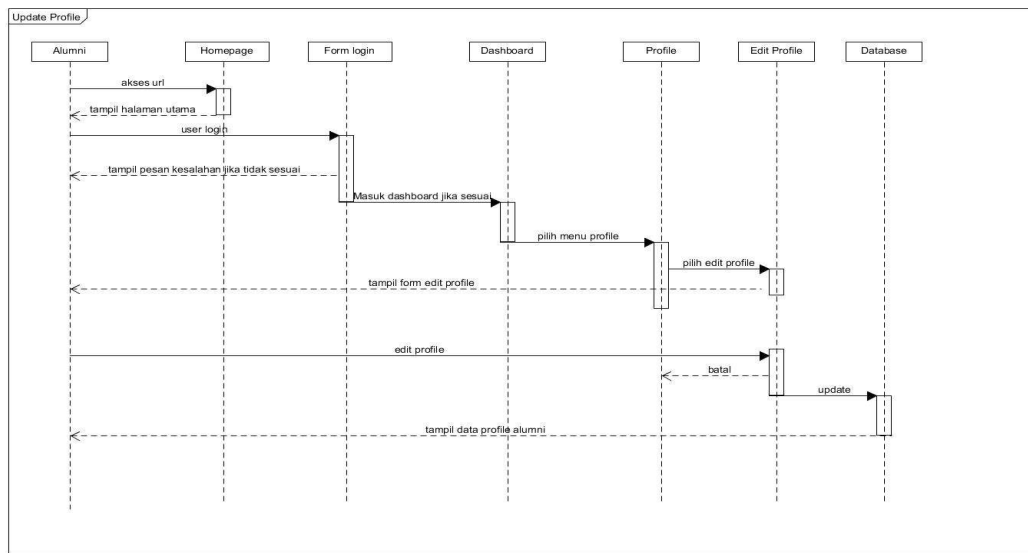 Update Profile
Alumni
Homepage
Form login
Dashboard
Profile
Edit Profile
Database
akses url
tampil halaman utama
user login
tampil pesan kesalahan jika tidak sesuai
Masuk dashboard jika sesuai
pilih menu profile
pilih edit profile
tampil form edit profile
edit profile
batal
update
tampil data profile alumni